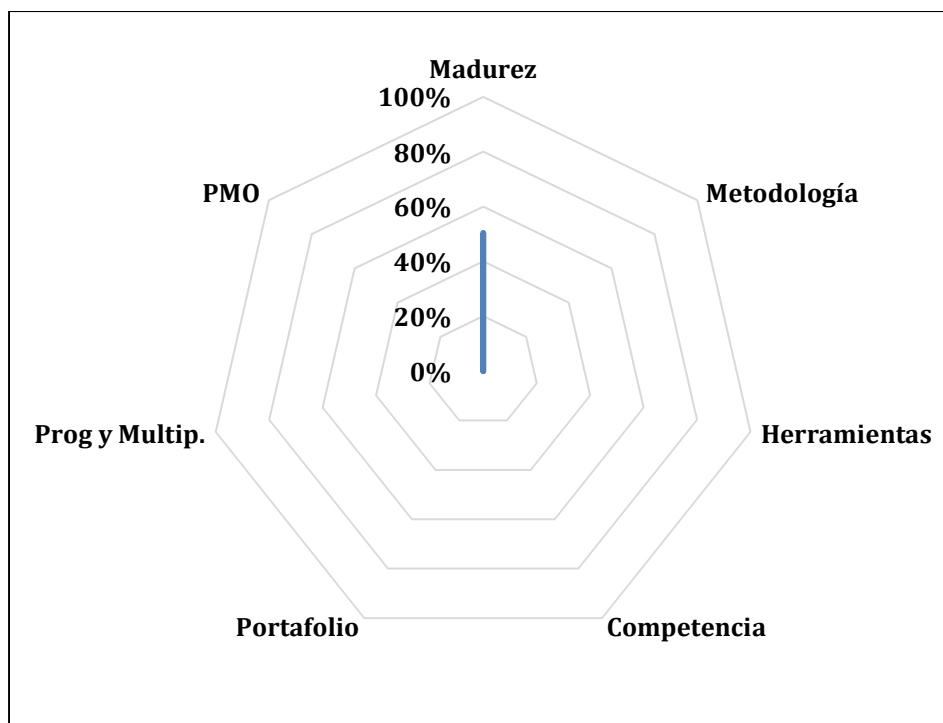 Madurez
100%
80%
PMO
Metodología
60%
40%
20%
0%
Prog y Multip.
Herramientas
Portafolio
Competencia